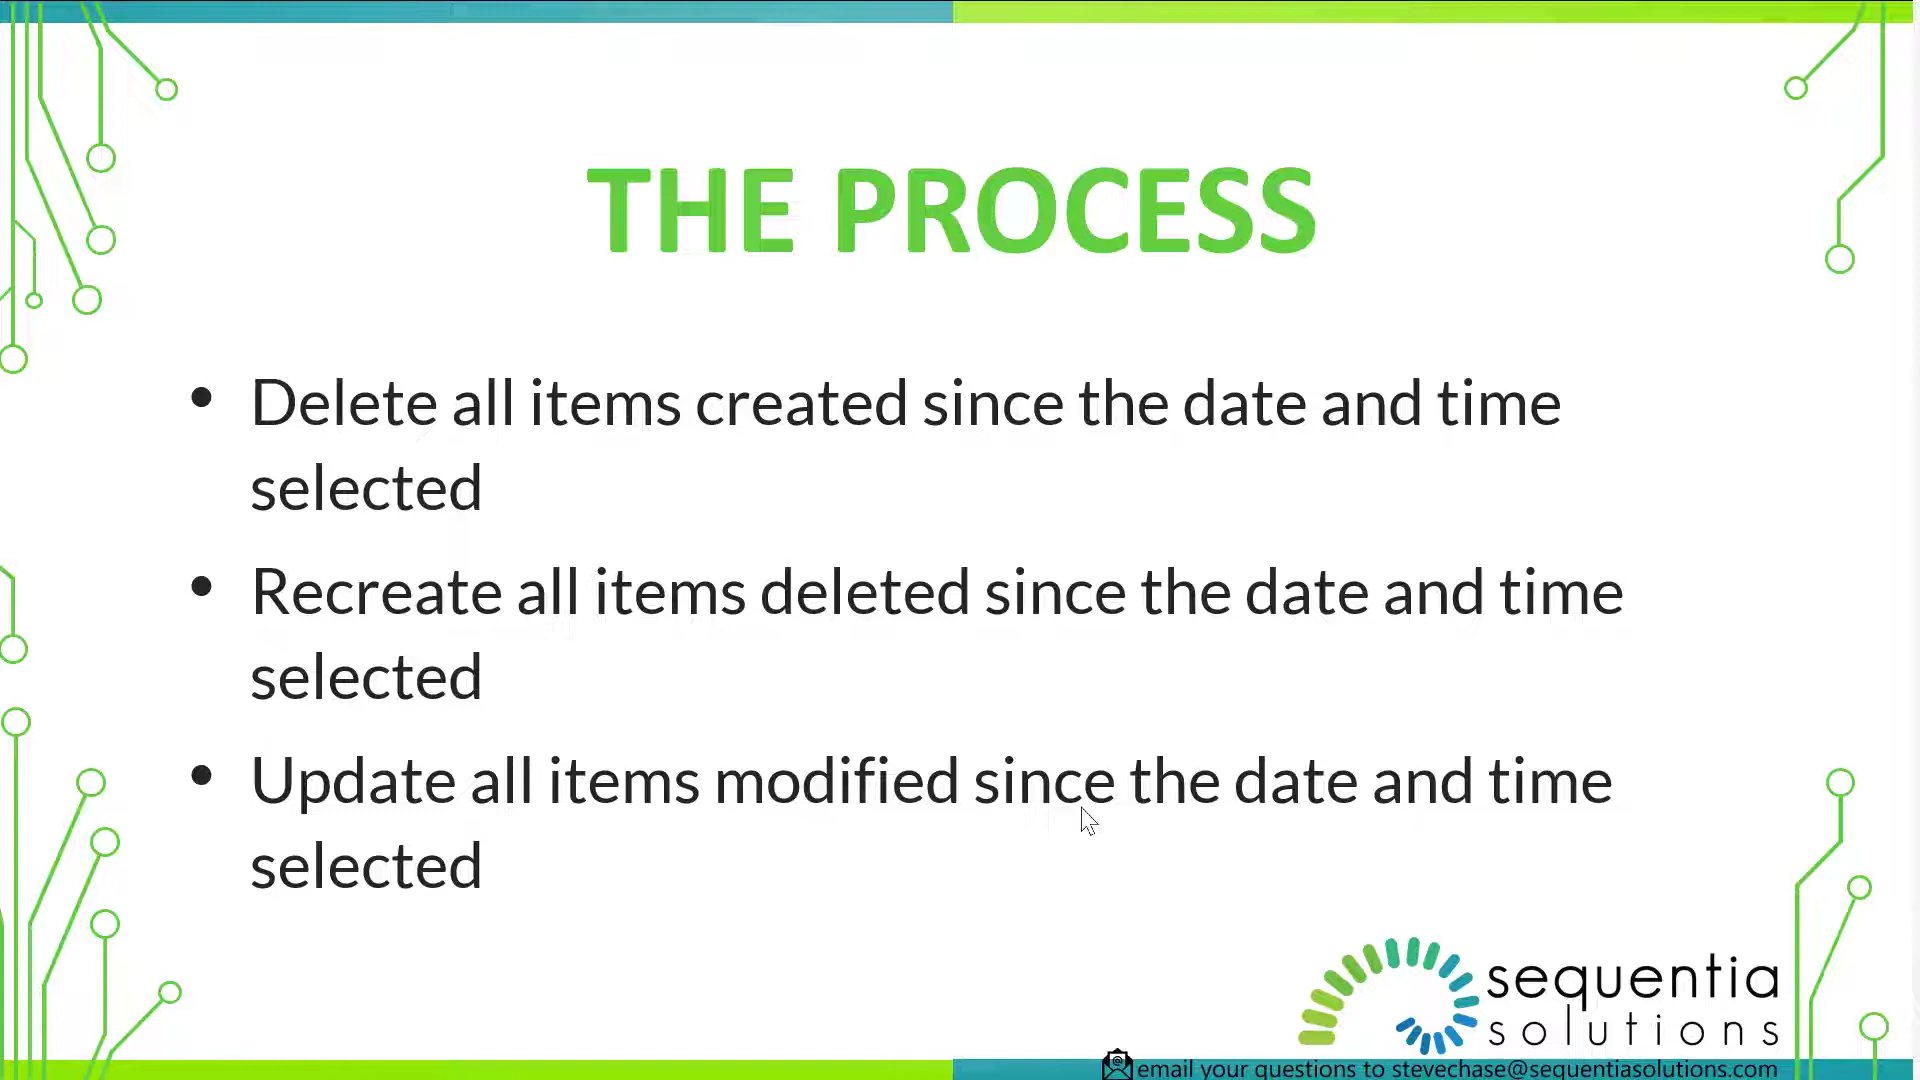 THE PROCESS
• Delete all items created since the date and time
selected
• Recreate all items deleted since the date and time
selected
• Update all items modified since the date and time
selected
sequentia
solutions
email your questions to stevechase@sequentiasolutions.com